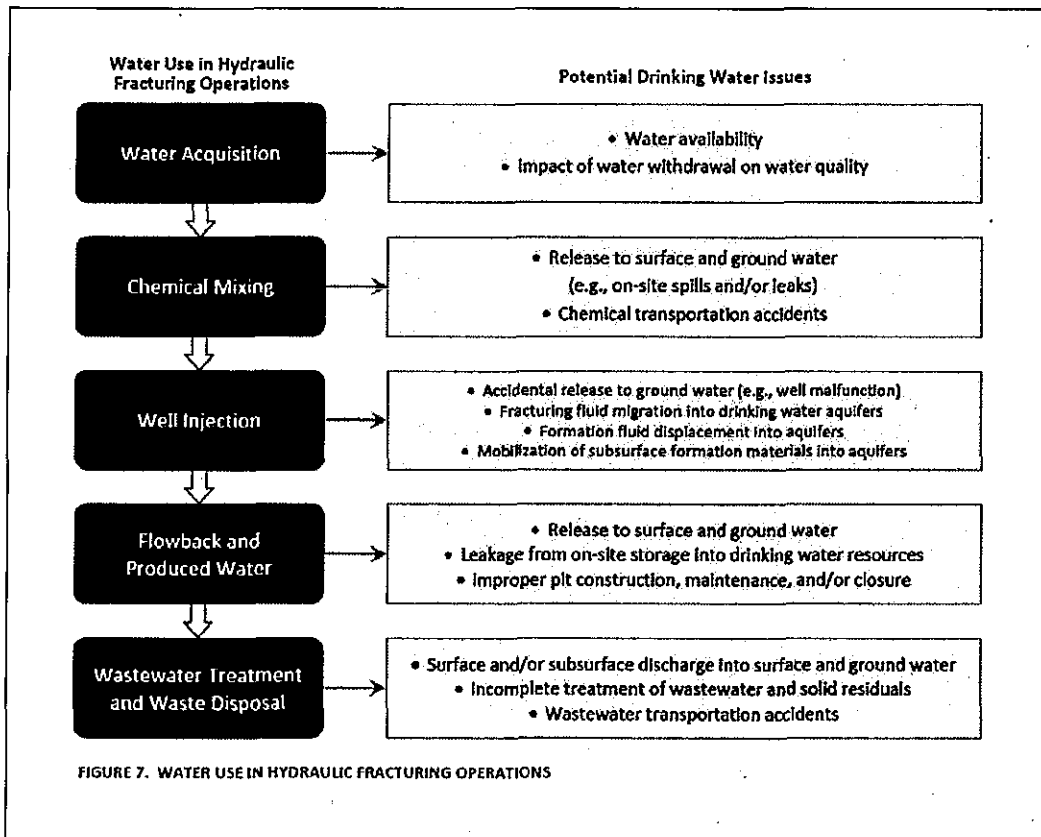 Water Use in Hydraulic
Fracturing Operations
Potential Drinking Water Issues
Water Acquisition
• Water availability
• Impact of water withdrawal on water quality
Chemical Mixing
• Release to surface and ground water
(e.g., on-site spills and/or leaks)
• Chemical transportation accidents
Well Injection
• Accidental release to ground water (e.g., well malfunction)
• Fracturing fluid migration into drinking water aquifers
• Formation fluid displacement into aquifers
• Mobilization of subsurface formation materials into aquifers
Flowback and
Produced Water
• Release to surface and ground water
• Leakage from on-site storage into drinking water resources
• Improper pit construction, maintenance, and/or closure
Wastewater Treatment
and Waste Disposal
• Surface and/or subsurface discharge into surface and ground water
• Incomplete treatment of wastewater and solid residuals
• Wastewater transportation accidents
FIGURE 7. WATER USE IN HYDRAULIC FRACTURING OPERATIONS